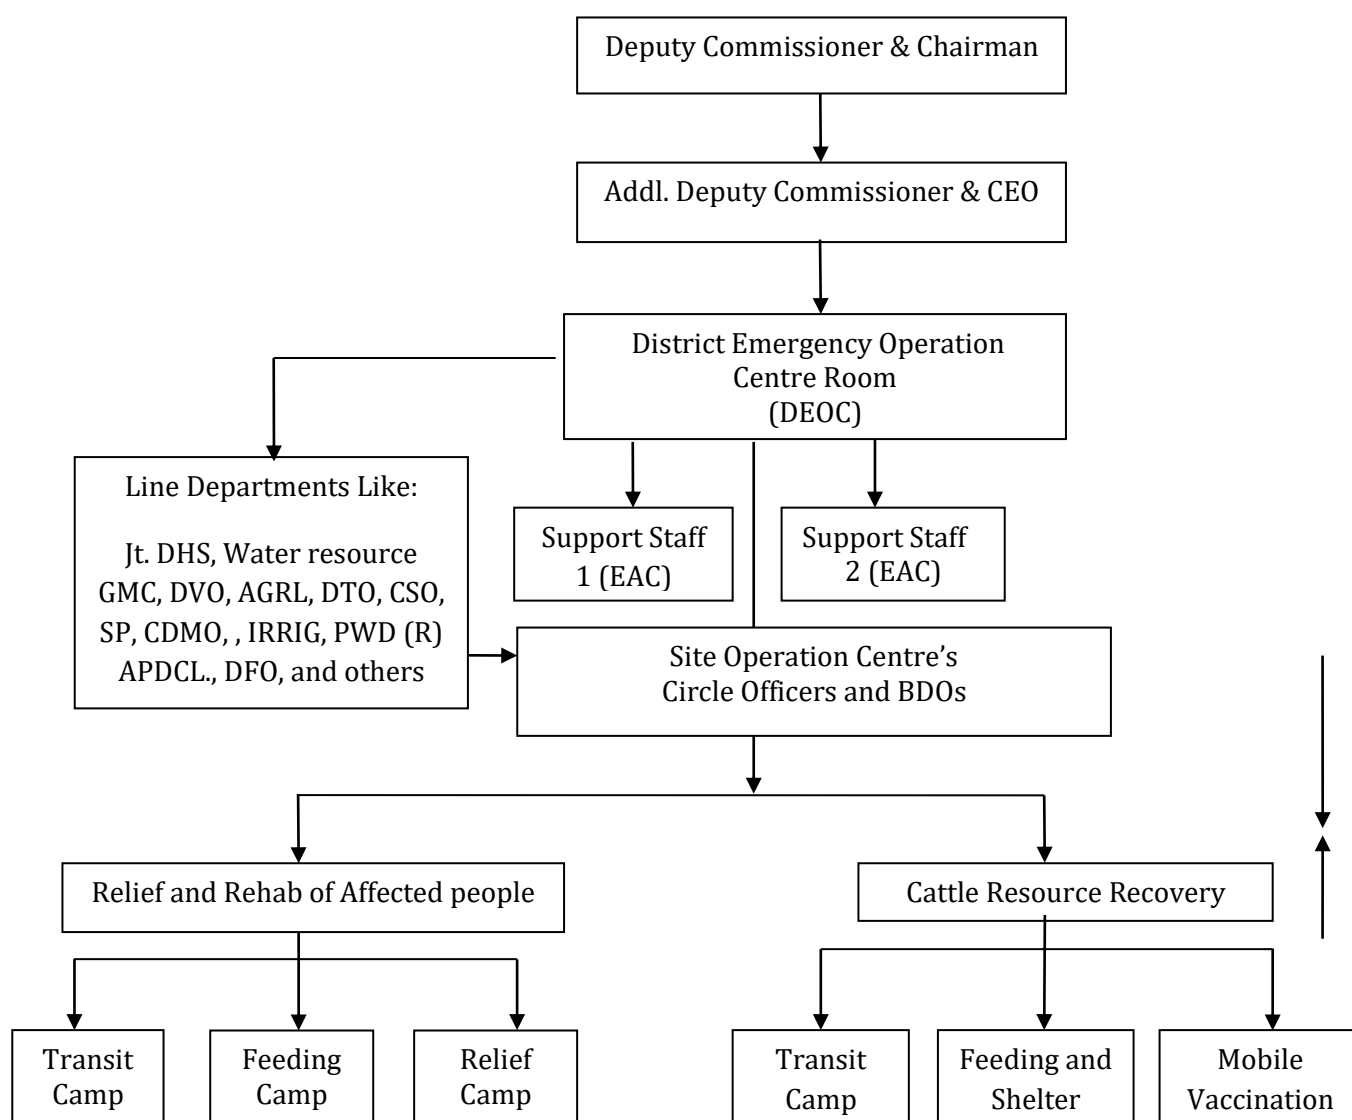 Deputy Commissioner & Chairman
Addl. Deputy Commissioner & CEO
District Emergency Operation
Centre Room
(DEOC)
Line Departments Like:
Jt. DHS, Water resource
GMC, DVO, AGRL, DTO, CSO,
SP, CDMO, , IRRIG, PWD (R)
APDCL., DFO, and others
Support Staff
1 (EAC)
Support Staff
2 (EAC)
Site Operation Centre’s
Circle Officers and BDOs
Relief and Rehab of Affected people
Cattle Resource Recovery
Transit
Camp
Feeding
Camp
Relief
Camp
Transit
Camp
Feeding and
Shelter
Mobile
Vaccination